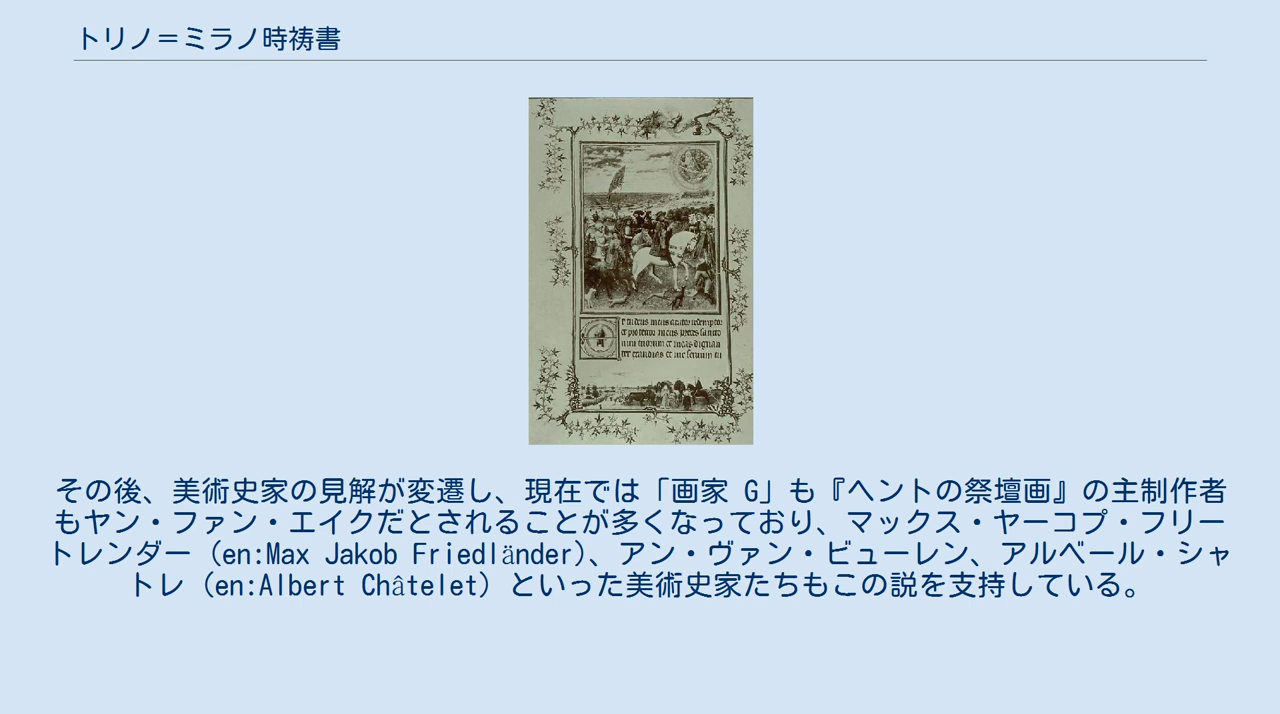 トリノ＝ミラノ時祷書
その後、美術史家の見解が変遷し、現在では「画家 G」も『ヘントの祭壇画』の主制作者
もヤン・ファン・エイクだとされることが多くなっており、マックス・ヤーコプ・フリー
トレンダー（en:Max Jakob Friedländer）、アン・ヴァン・ビューレン、アルベール・シャ
トレ（en:Albert Châtelet）といった美術史家たちもこの説を支持している。